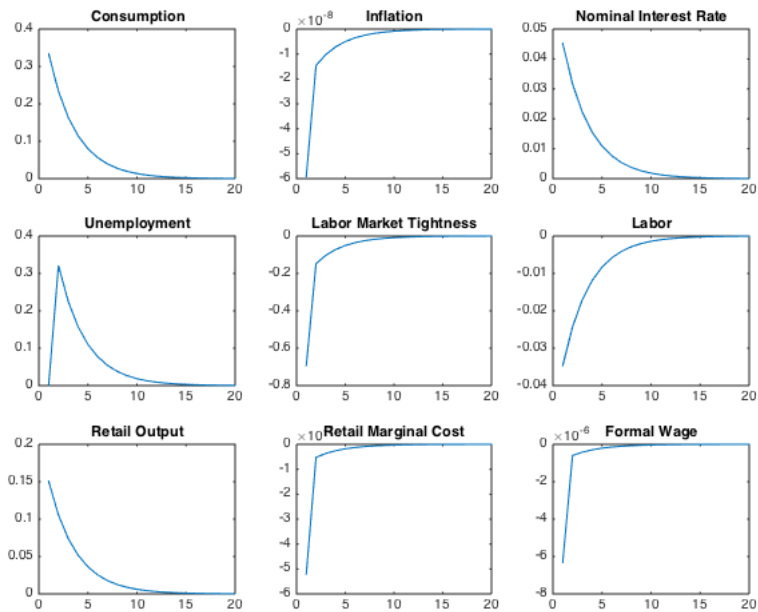 Consumption
0.4
0.3
0.2
0.1
0
0 5 10 15 20
×10⁻⁸
Inflation
0
-1
-2
-3
-4
-5
-6
0 5 10 15 20
Nominal Interest Rate
0.05
0.04
0.03
0.02
0.01
0
0 5 10 15 20
Unemployment
0.4
0.3
0.2
0.1
0
0 5 10 15 20
Labor Market Tightness
0
-0.2
-0.4
-0.6
-0.8
0 5 10 15 20
Labor
0
-0.01
-0.02
-0.03
-0.04
0 5 10 15 20
Retail Output
0.2
0.15
0.1
0.05
0
0 5 10 15 20
×10
Retail Marginal Cost
0
-1
-2
-3
-4
-5
-6
0 5 10 15 20
×10⁻⁶
Formal Wage
0
-2
-4
-6
-8
0 5 10 15 20